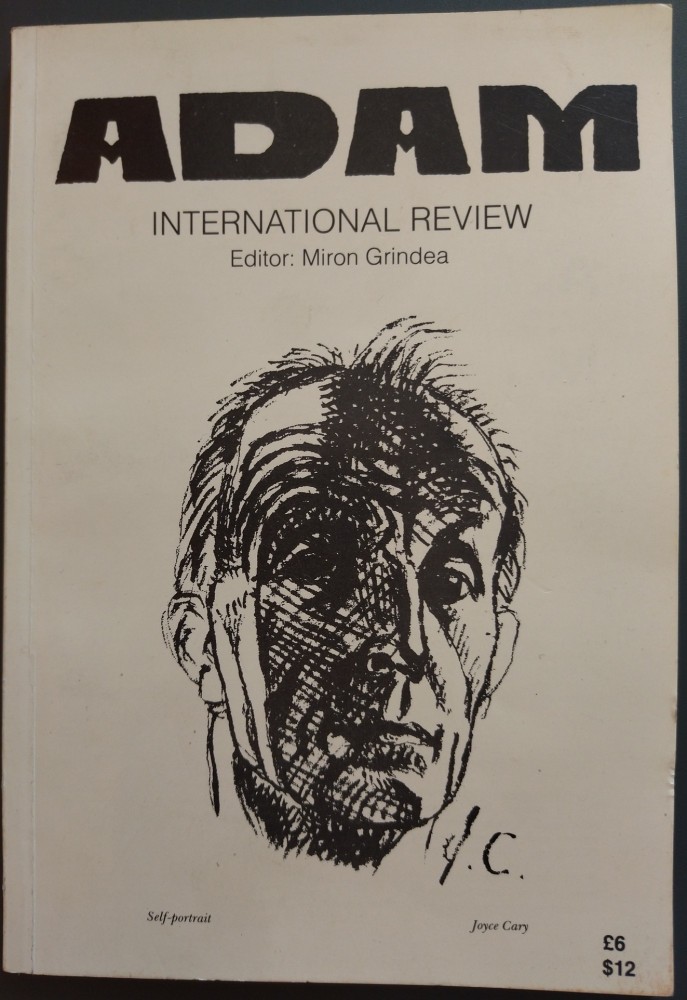 ADAM
INTERNATIONAL REVIEW
Editor: Miron Grindea
J.C.
Self-portrait
Joyce Cary
£6
$12